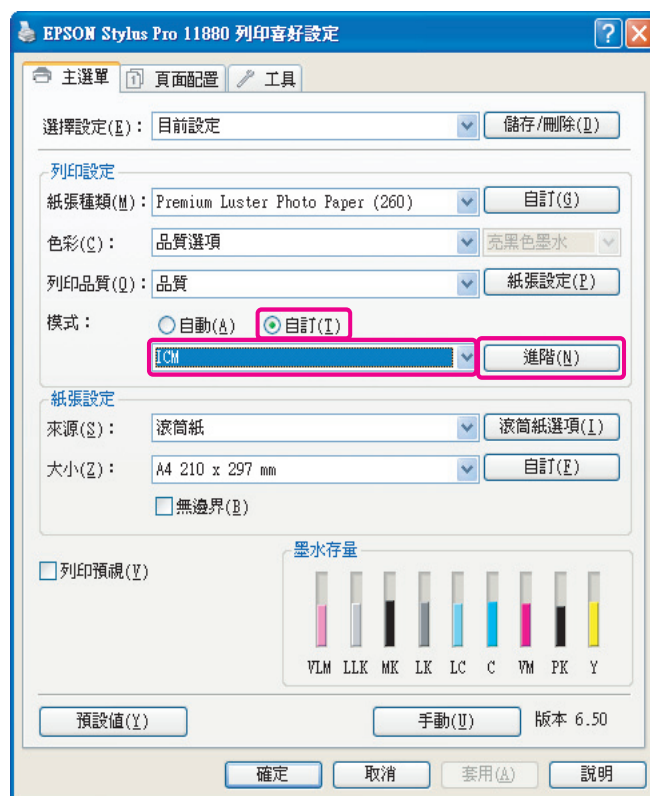 EPSON Stylus Pro 11880 列印喜好設定
主選單 頁面配置 工具
選擇設定(E): 目前設定 儲存/刪除(D)
列印設定
紙張種類(M): Premium Luster Photo Paper (260) 自訂(G)
色彩(C): 品質選項 亮黑色墨水
列印品質(Q): 品質 紙張設定(P)
模式: 自動(A) 自訂(T)
ICM 進階(N)
紙張設定
來源(S): 滾筒紙 滾筒紙選項(I)
大小(Z): A4 210 x 297 mm 自訂(F)
無邊界(B)
列印預視(V)
墨水存量
VLM LLK MK LK LC C VM PK Y
預設值(Y) 手動(U) 版本 6.50
確定 取消 套用(A) 說明